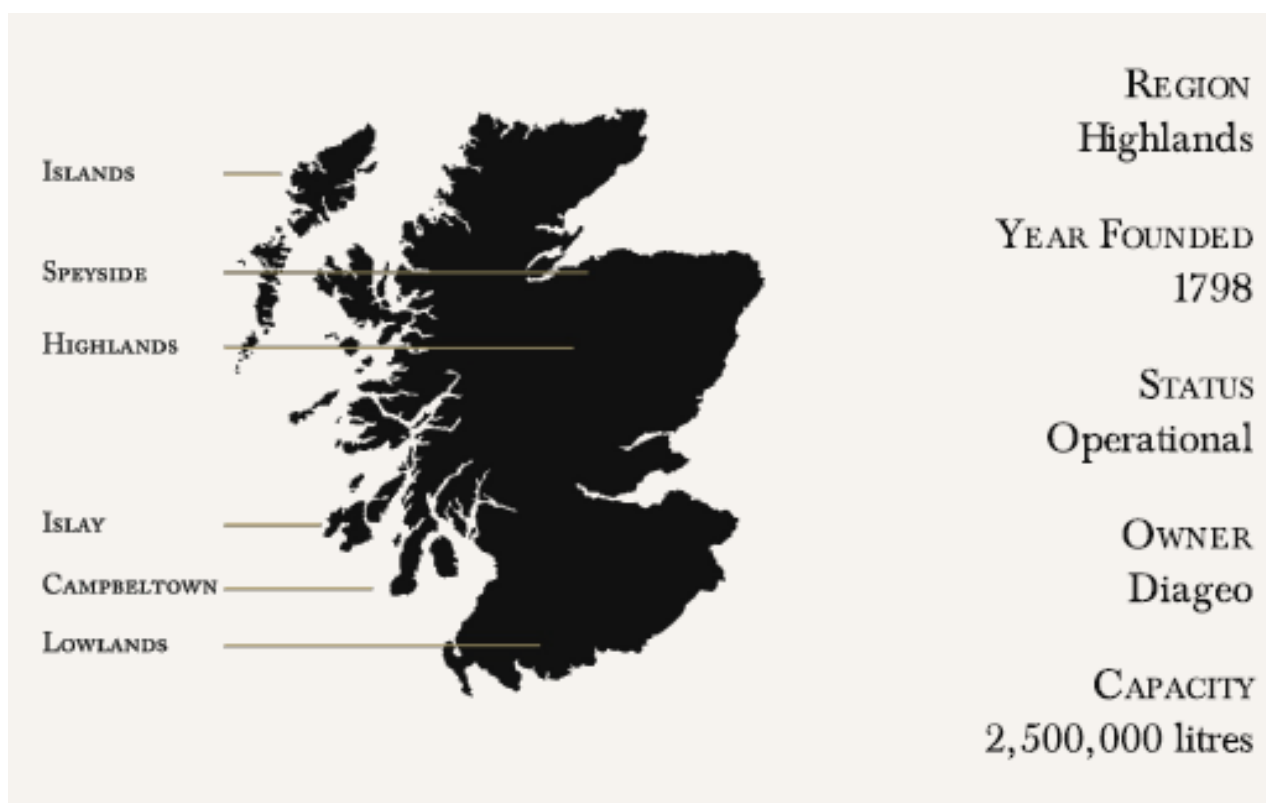 Islands
Speyside
Highlands
Islay
Campbeltown
Lowlands
Region
Highlands
Year Founded
1798
Status
Operational
Owner
Diageo
Capacity
2,500,000 litres